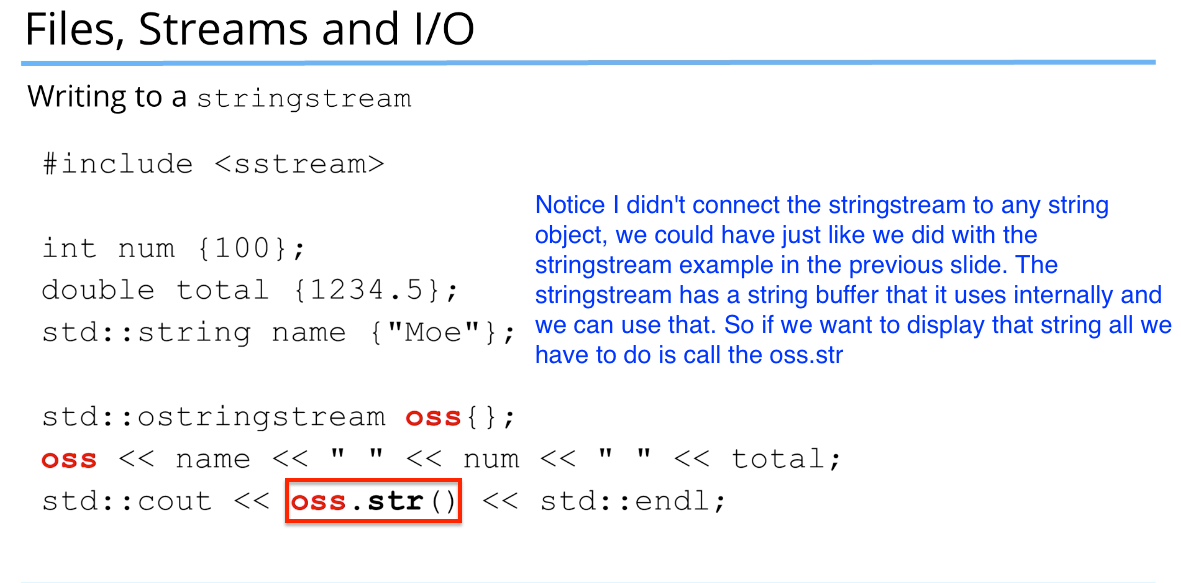 Files, Streams and I/O
Writing to a stringstream
#include <sstream>
int num {100};
double total {1234.5};
std::string name {"Moe"};
Notice I didn't connect the stringstream to any string
object, we could have just like we did with the
stringstream example in the previous slide. The
stringstream has a string buffer that it uses internally and
we can use that. So if we want to display that string all we
have to do is call the oss.str
std::ostringstream oss{};
oss << name << " " << num << " " << total;
std::cout << oss.str() << std::endl;